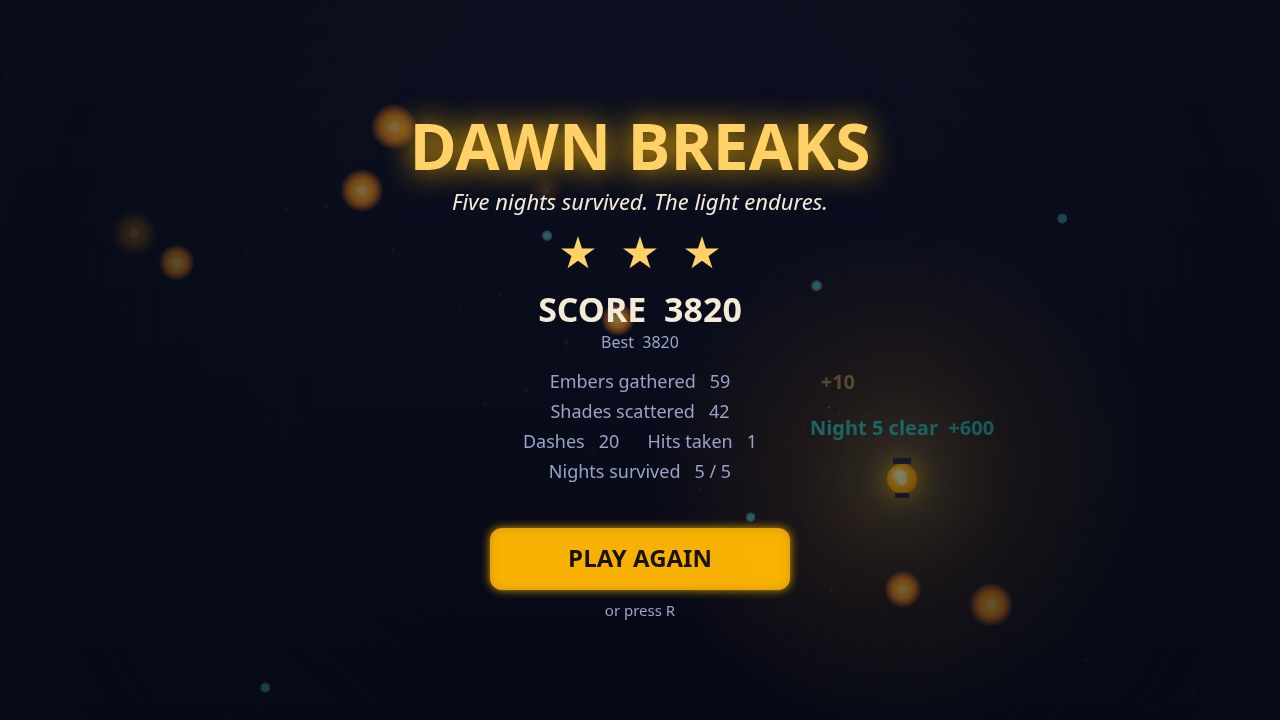 DAWN BREAKS
Five nights survived. The light endures.
★ ★ ★
SCORE 3820
Best 3820
Embers gathered 59
+10
Shades scattered 42
Night 5 clear +600
Dashes 20 Hits taken 1
Nights survived 5 / 5
PLAY AGAIN
or press R